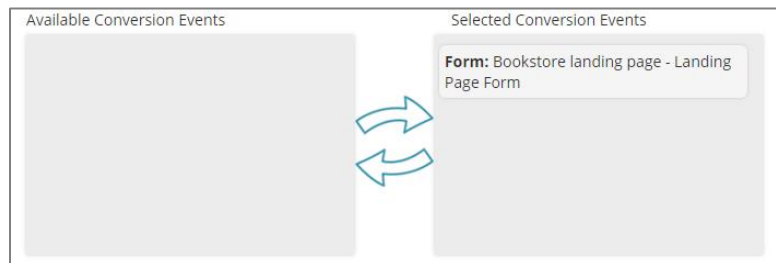 Available Conversion Events
Selected Conversion Events
Form: Bookstore landing page - Landing
Page Form